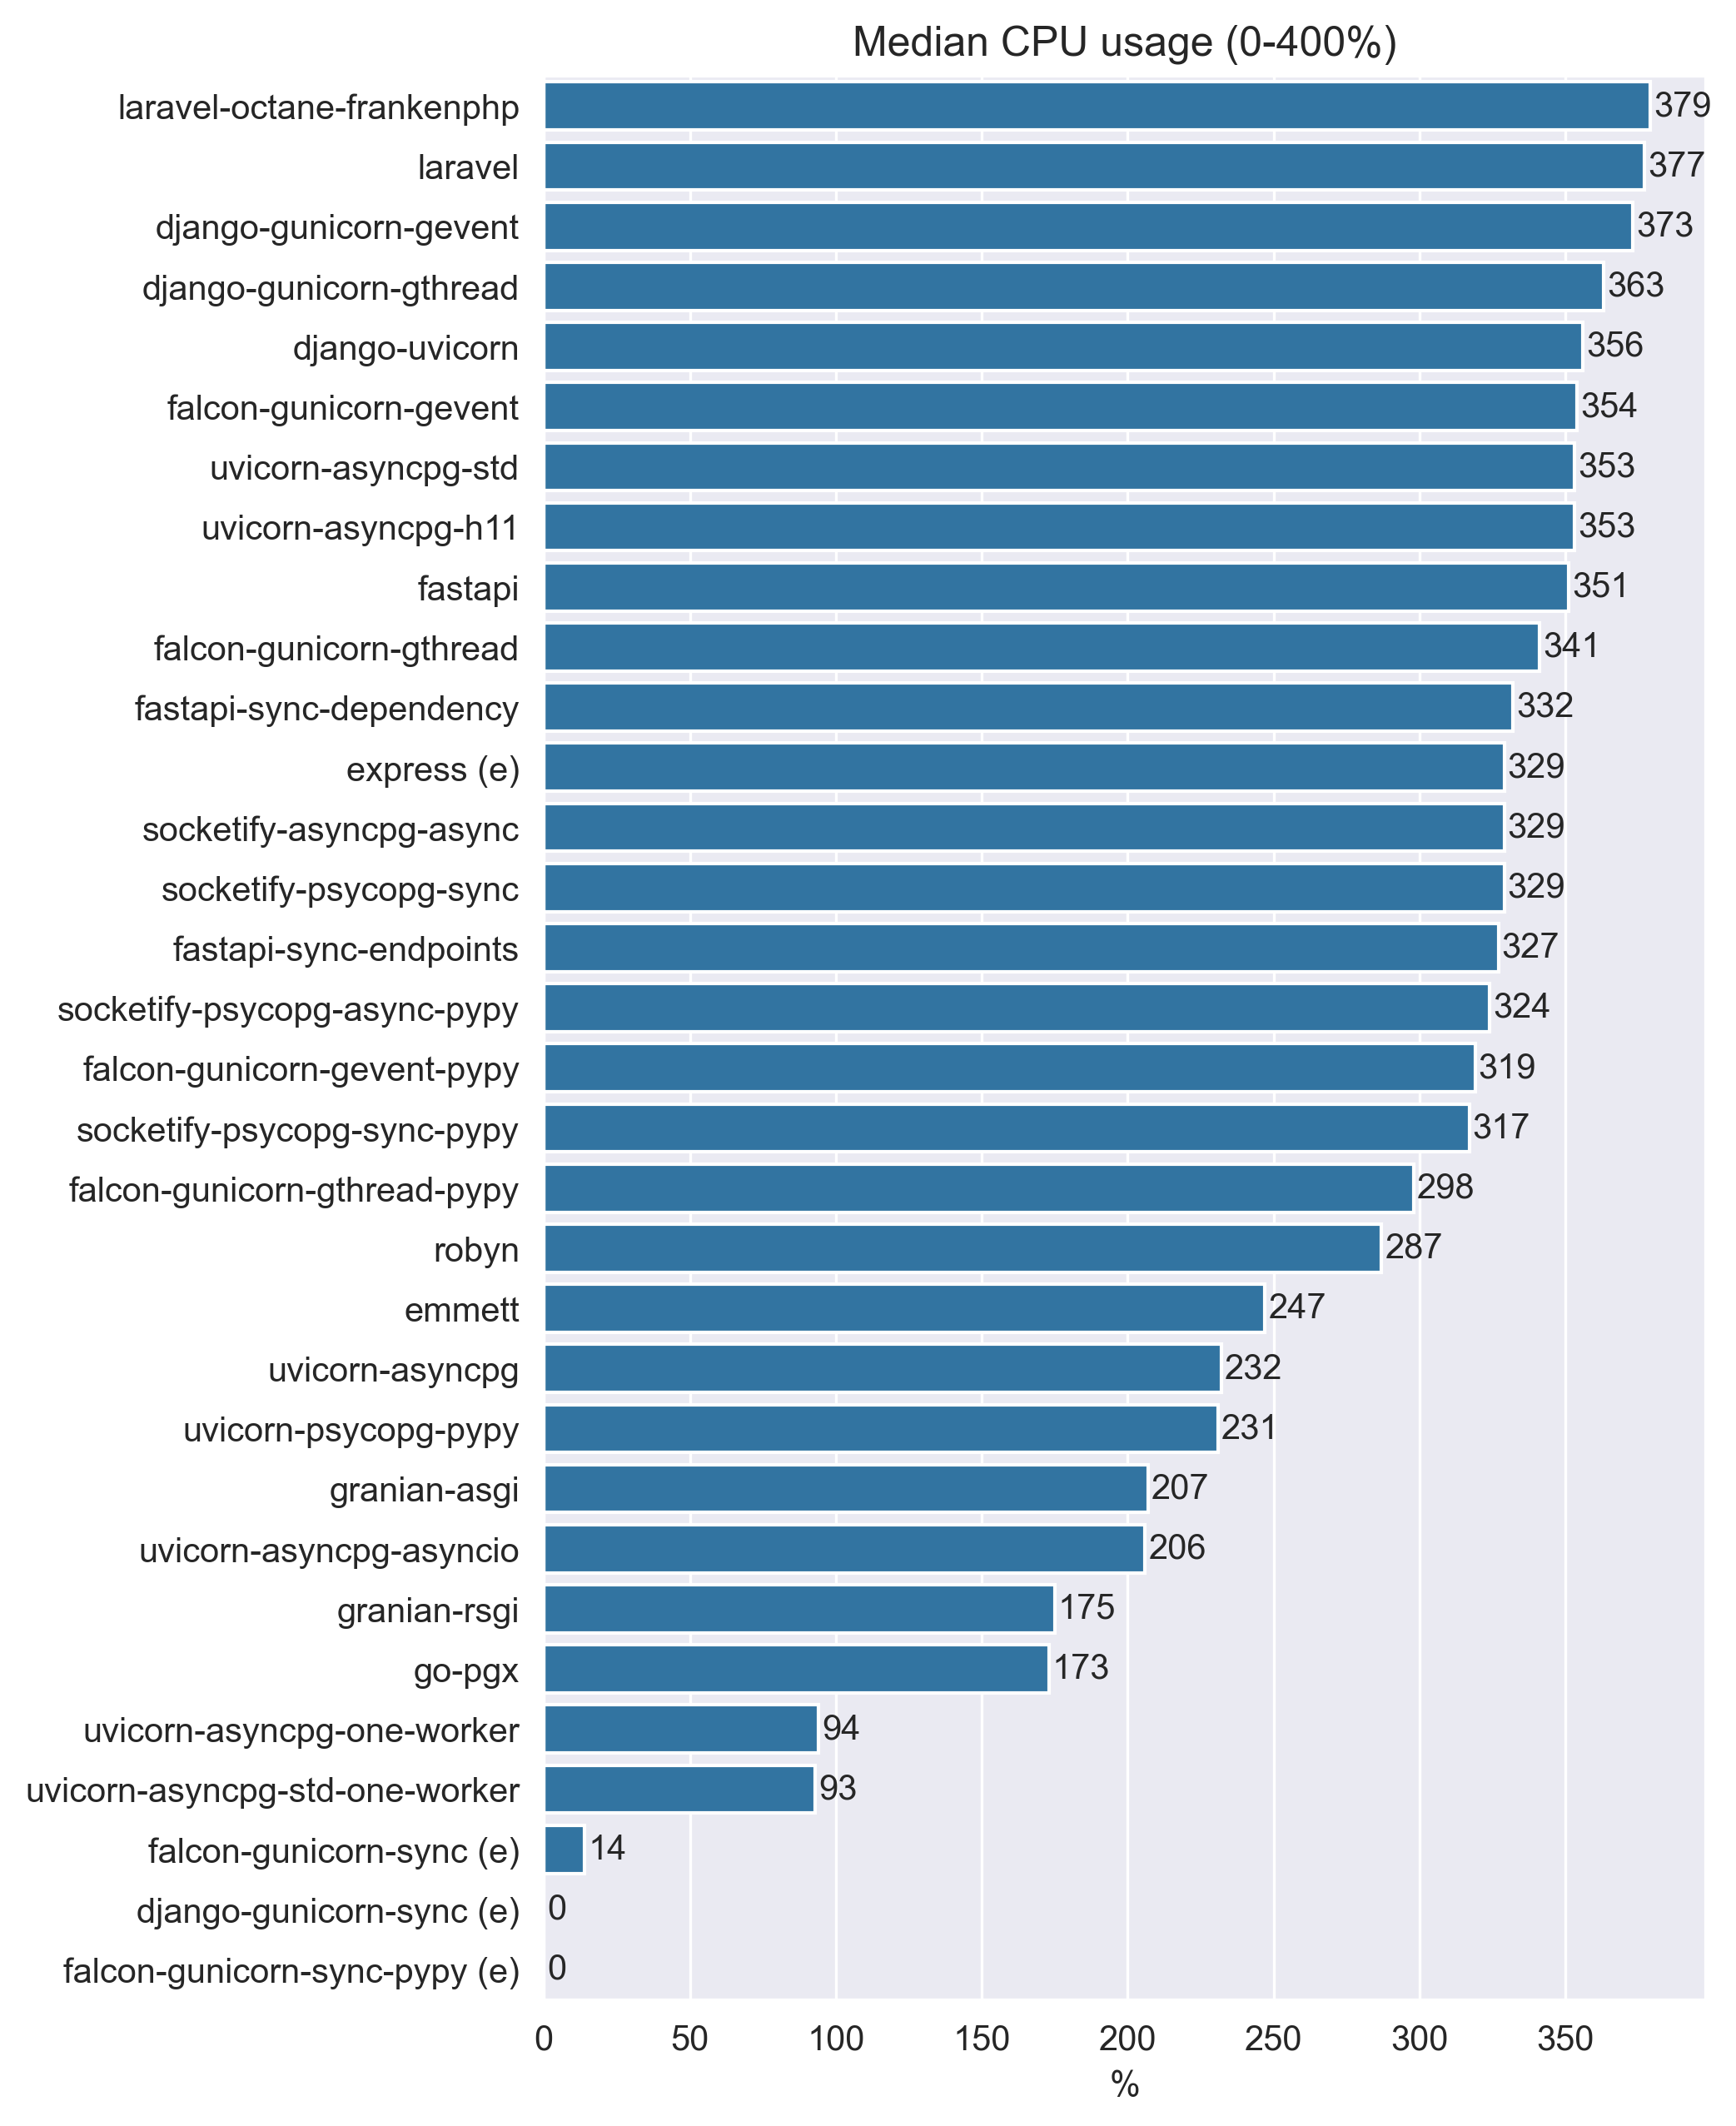 Median CPU usage (0-400%)
laravel-octane-frankenphp 379
laravel 377
django-gunicorn-gevent 373
django-gunicorn-gthread 363
django-uvicorn 356
falcon-gunicorn-gevent 354
uvicorn-asyncpg-std 353
uvicorn-asyncpg-h11 353
fastapi 351
falcon-gunicorn-gthread 341
fastapi-sync-dependency 332
express (e) 329
socketify-asyncpg-async 329
socketify-psycopg-sync 329
fastapi-sync-endpoints 327
socketify-psycopg-async-pypy 324
falcon-gunicorn-gevent-pypy 319
socketify-psycopg-sync-pypy 317
falcon-gunicorn-gthread-pypy 298
robyn 287
emmett 247
uvicorn-asyncpg 232
uvicorn-psycopg-pypy 231
granian-asgi 207
uvicorn-asyncpg-asyncio 206
granian-rsgi 175
go-pgx 173
uvicorn-asyncpg-one-worker 94
uvicorn-asyncpg-std-one-worker 93
falcon-gunicorn-sync (e) 14
django-gunicorn-sync (e) 0
falcon-gunicorn-sync-pypy (e) 0
0 50 100 150 200 250 300 350
%